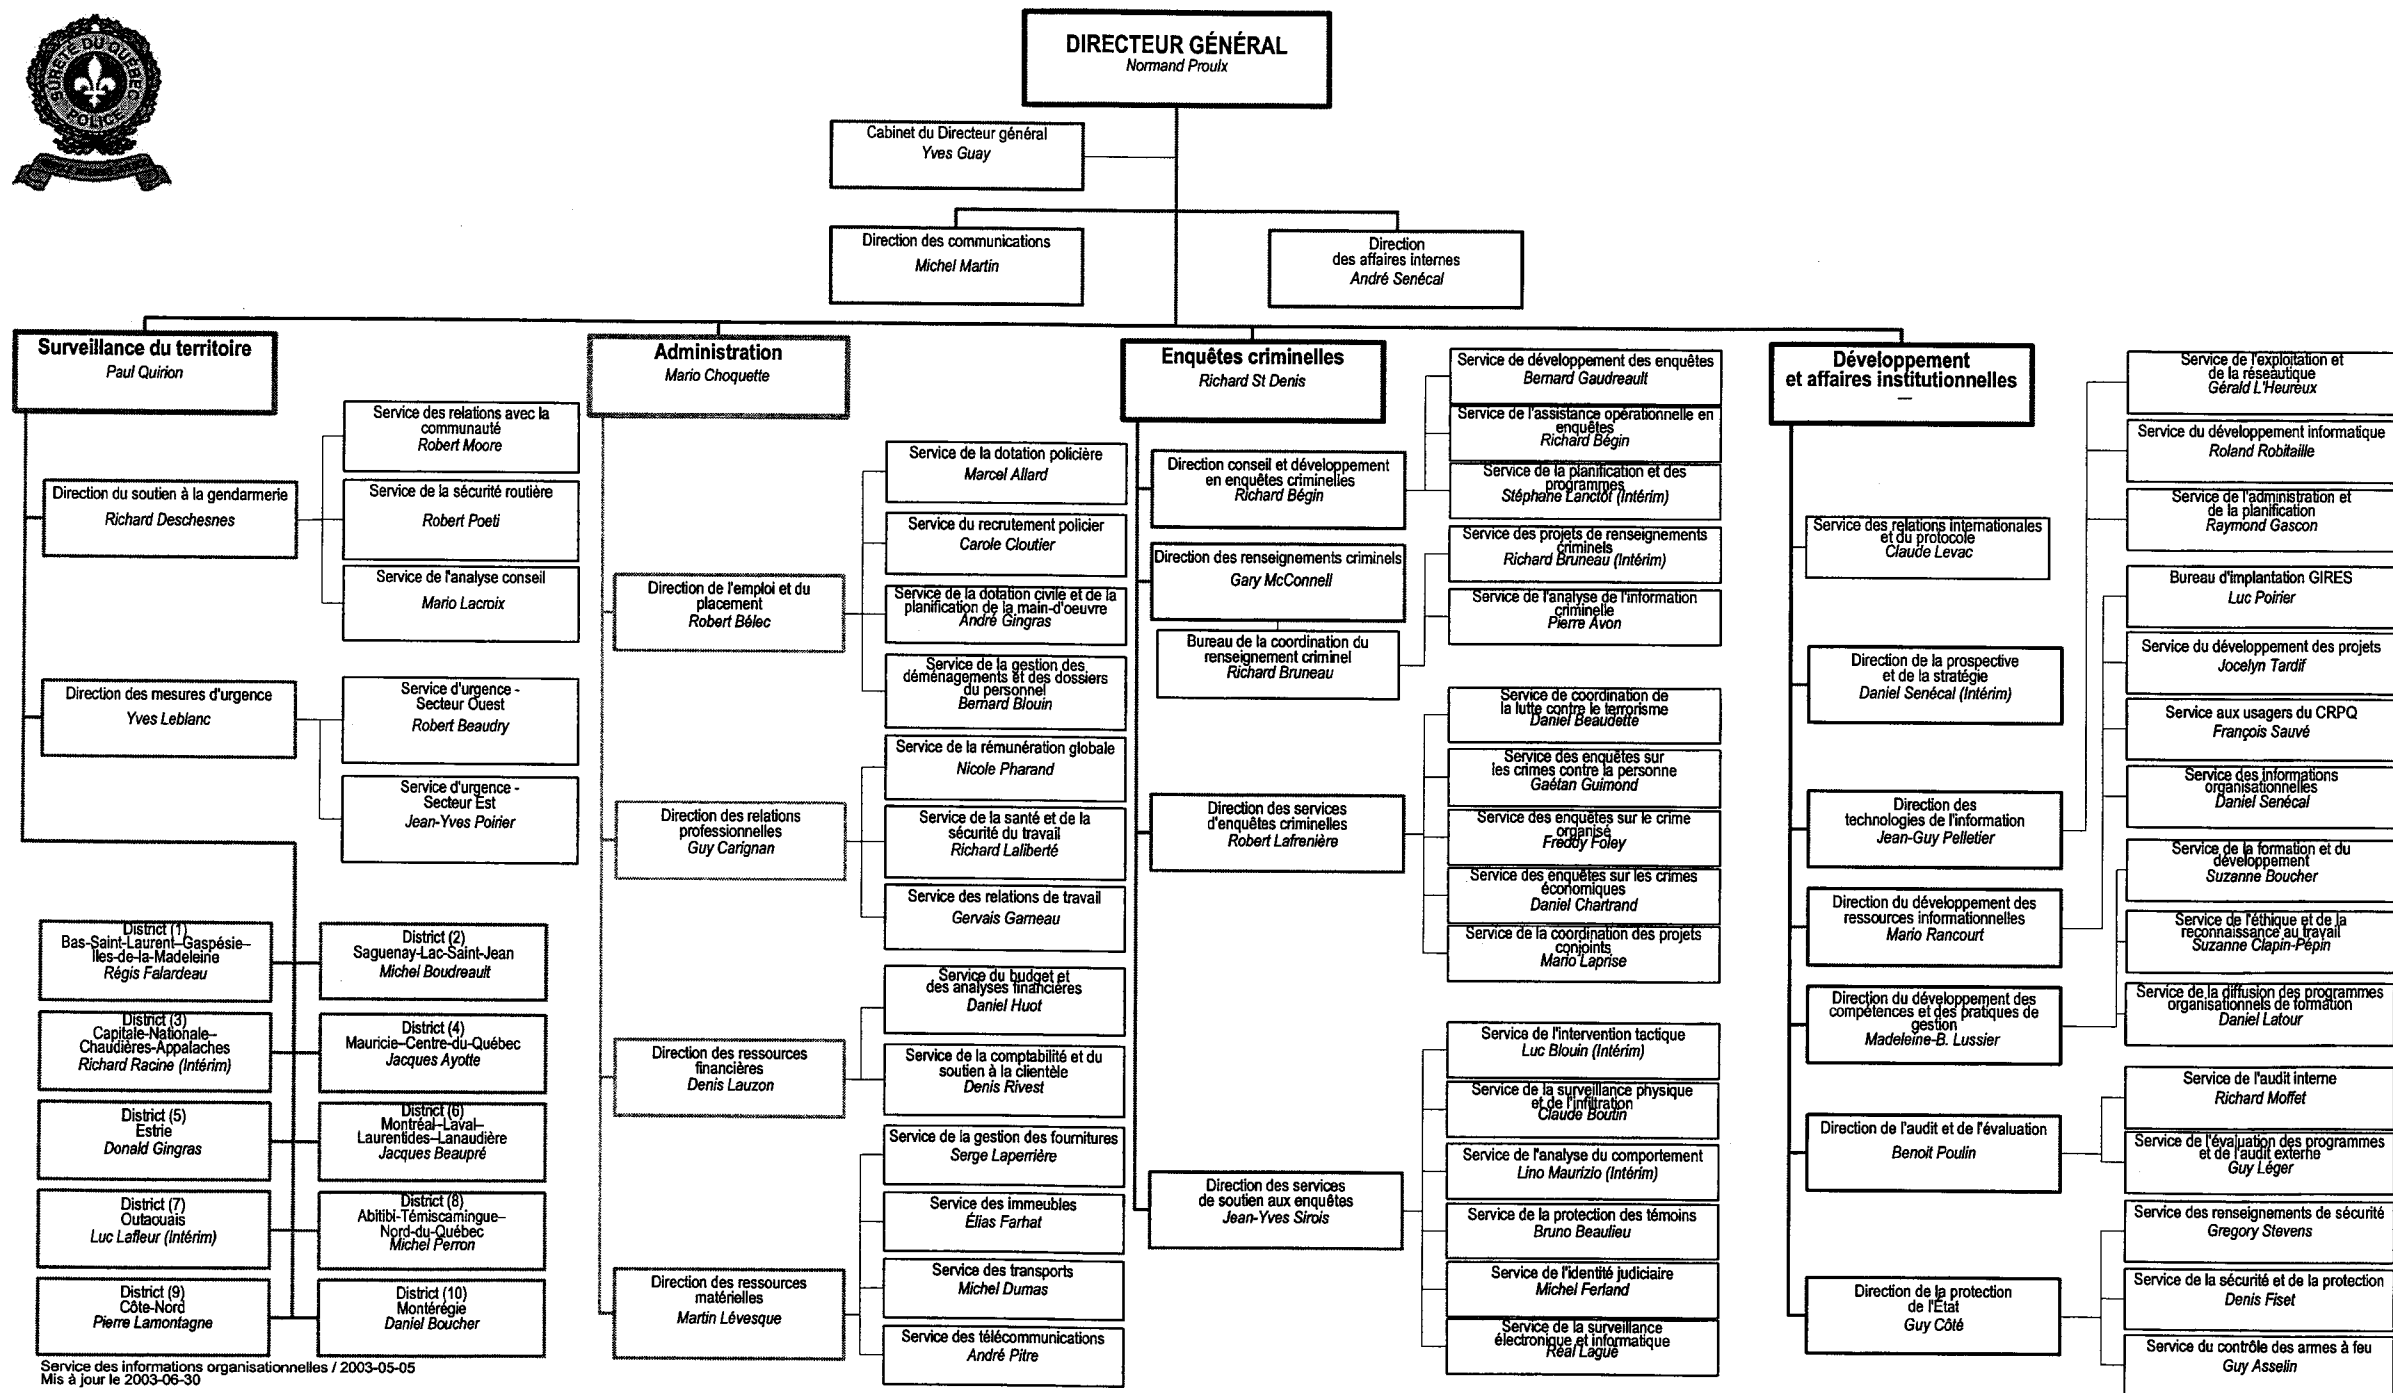 SÛRETÉ DU QUÉBEC
POLICE
DIRECTEUR GÉNÉRAL
Normand Proulx
Cabinet du Directeur général
Yves Guay
Direction des communications
Michel Martin
Direction
des affaires internes
André Senécal
Surveillance du territoire
Paul Quirion
Direction du soutien à la gendarmerie
Richard Deschesnes
Service des relations avec la
communauté
Robert Moore
Service de la sécurité routière
Robert Poeti
Service de l'analyse conseil
Mario Lacroix
Direction des mesures d'urgence
Yves Leblanc
Service d'urgence -
Secteur Ouest
Robert Beaudry
Service d'urgence -
Secteur Est
Jean-Yves Poirier
District (1)
Bas-Saint-Laurent–Gaspésie–
Iles-de-la-Madeleine
Régis Falardeau
District (2)
Saguenay-Lac-Saint-Jean
Michel Boudreault
District (3)
Capitale-Nationale–
Chaudières-Appalaches
Richard Racine (Intérim)
District (4)
Mauricie–Centre-du-Québec
Jacques Ayotte
District (5)
Estrie
Donald Gingras
District (6)
Montréal-Laval–
Laurentides–Lanaudière
Jacques Beaupré
District (7)
Outaouais
Luc Lafleur (Intérim)
District (8)
Abitibi-Témiscamingue–
Nord-du-Québec
Michel Perron
District (9)
Côte-Nord
Pierre Lamontagne
District (10)
Montérégie
Daniel Boucher
Administration
Mario Choquette
Direction de l'emploi et du
placement
Robert Bélec
Service de la dotation policière
Marcel Allard
Service du recrutement policier
Carole Cloutier
Service de la dotation civile et de la
planification de la main-d'oeuvre
André Gingras
Service de la gestion des
déménagements et des dossiers
du personnel
Bernard Blouin
Direction des relations
professionnelles
Guy Carignan
Service de la rémunération globale
Nicole Pharand
Service de la santé et de la
sécurité du travail
Richard Laliberté
Service des relations de travail
Gervais Garneau
Direction des ressources
financières
Denis Lauzon
Service du budget et
des analyses financières
Daniel Huot
Service de la comptabilité et du
soutien à la clientèle
Denis Rivest
Direction des ressources
matérielles
Martin Lévesque
Service de la gestion des fournitures
Serge Laperrière
Service des immeubles
Élias Farhat
Service des transports
Michel Dumas
Service des télécommunications
André Pitre
Enquêtes criminelles
Richard St Denis
Direction conseil et développement
en enquêtes criminelles
Richard Bégin
Service de développement des enquêtes
Bernard Gaudreault
Service de l'assistance opérationnelle en
enquêtes
Richard Bégin
Service de la planification et des
programmes
Stéphane Lanctôt (Intérim)
Direction des renseignements criminels
Gary McConnell
Bureau de la coordination du
renseignement criminel
Richard Bruneau
Service des projets de renseignements
criminels
Richard Bruneau (Intérim)
Service de l'analyse de l'information
criminelle
Pierre Avon
Direction des services
d'enquêtes criminelles
Robert Lafrenière
Service de coordination de
la lutte contre le terrorisme
Daniel Beaudette
Service des enquêtes sur
les crimes contre la personne
Gaétan Guimond
Service des enquêtes sur le crime
organisé
Freddy Foley
Service des enquêtes sur les crimes
économiques
Daniel Chartrand
Service de la coordination des projets
conjoints
Mario Laprise
Direction des services
de soutien aux enquêtes
Jean-Yves Sirois
Service de l'intervention tactique
Luc Blouin (Intérim)
Service de la surveillance physique
et de l'infiltration
Claude Boutin
Service de l'analyse du comportement
Lino Maurizio (Intérim)
Service de la protection des témoins
Bruno Beaulieu
Service de l'identité judiciaire
Michel Ferland
Service de la surveillance
électronique et informatique
Réal Lagué
Développement
et affaires institutionnelles
—
Service des relations internationales
et du protocole
Claude Levac
Direction de la prospective
et de la stratégie
Daniel Senécal (Intérim)
Direction des
technologies de l'information
Jean-Guy Pelletier
Service de l'exploitation et
de la réseautique
Gérald L'Heureux
Service du développement informatique
Roland Robitaille
Service de l'administration et
de la planification
Raymond Gascon
Direction du développement des
ressources informationnelles
Mario Rancourt
Bureau d'implantation GIRES
Luc Poirier
Service du développement des projets
Jocelyn Tardif
Service aux usagers du CRPQ
François Sauvé
Service des informations
organisationnelles
Daniel Senécal
Direction du développement des
compétences et des pratiques de
gestion
Madeleine-B. Lussier
Service de la formation et du
développement
Suzanne Boucher
Service de l'éthique et de la
reconnaissance au travail
Suzanne Clapin-Pépin
Service de la diffusion des programmes
organisationnels de formation
Daniel Latour
Direction de l'audit et de l'évaluation
Benoit Poulin
Service de l'audit interne
Richard Moffet
Service de l'évaluation des programmes
et de l'audit externe
Guy Léger
Direction de la protection
de l'État
Guy Côté
Service des renseignements de sécurité
Gregory Stevens
Service de la sécurité et de la protection
Denis Fiset
Service du contrôle des armes à feu
Guy Asselin
Service des informations organisationnelles / 2003-05-05
Mis à jour le 2003-06-30